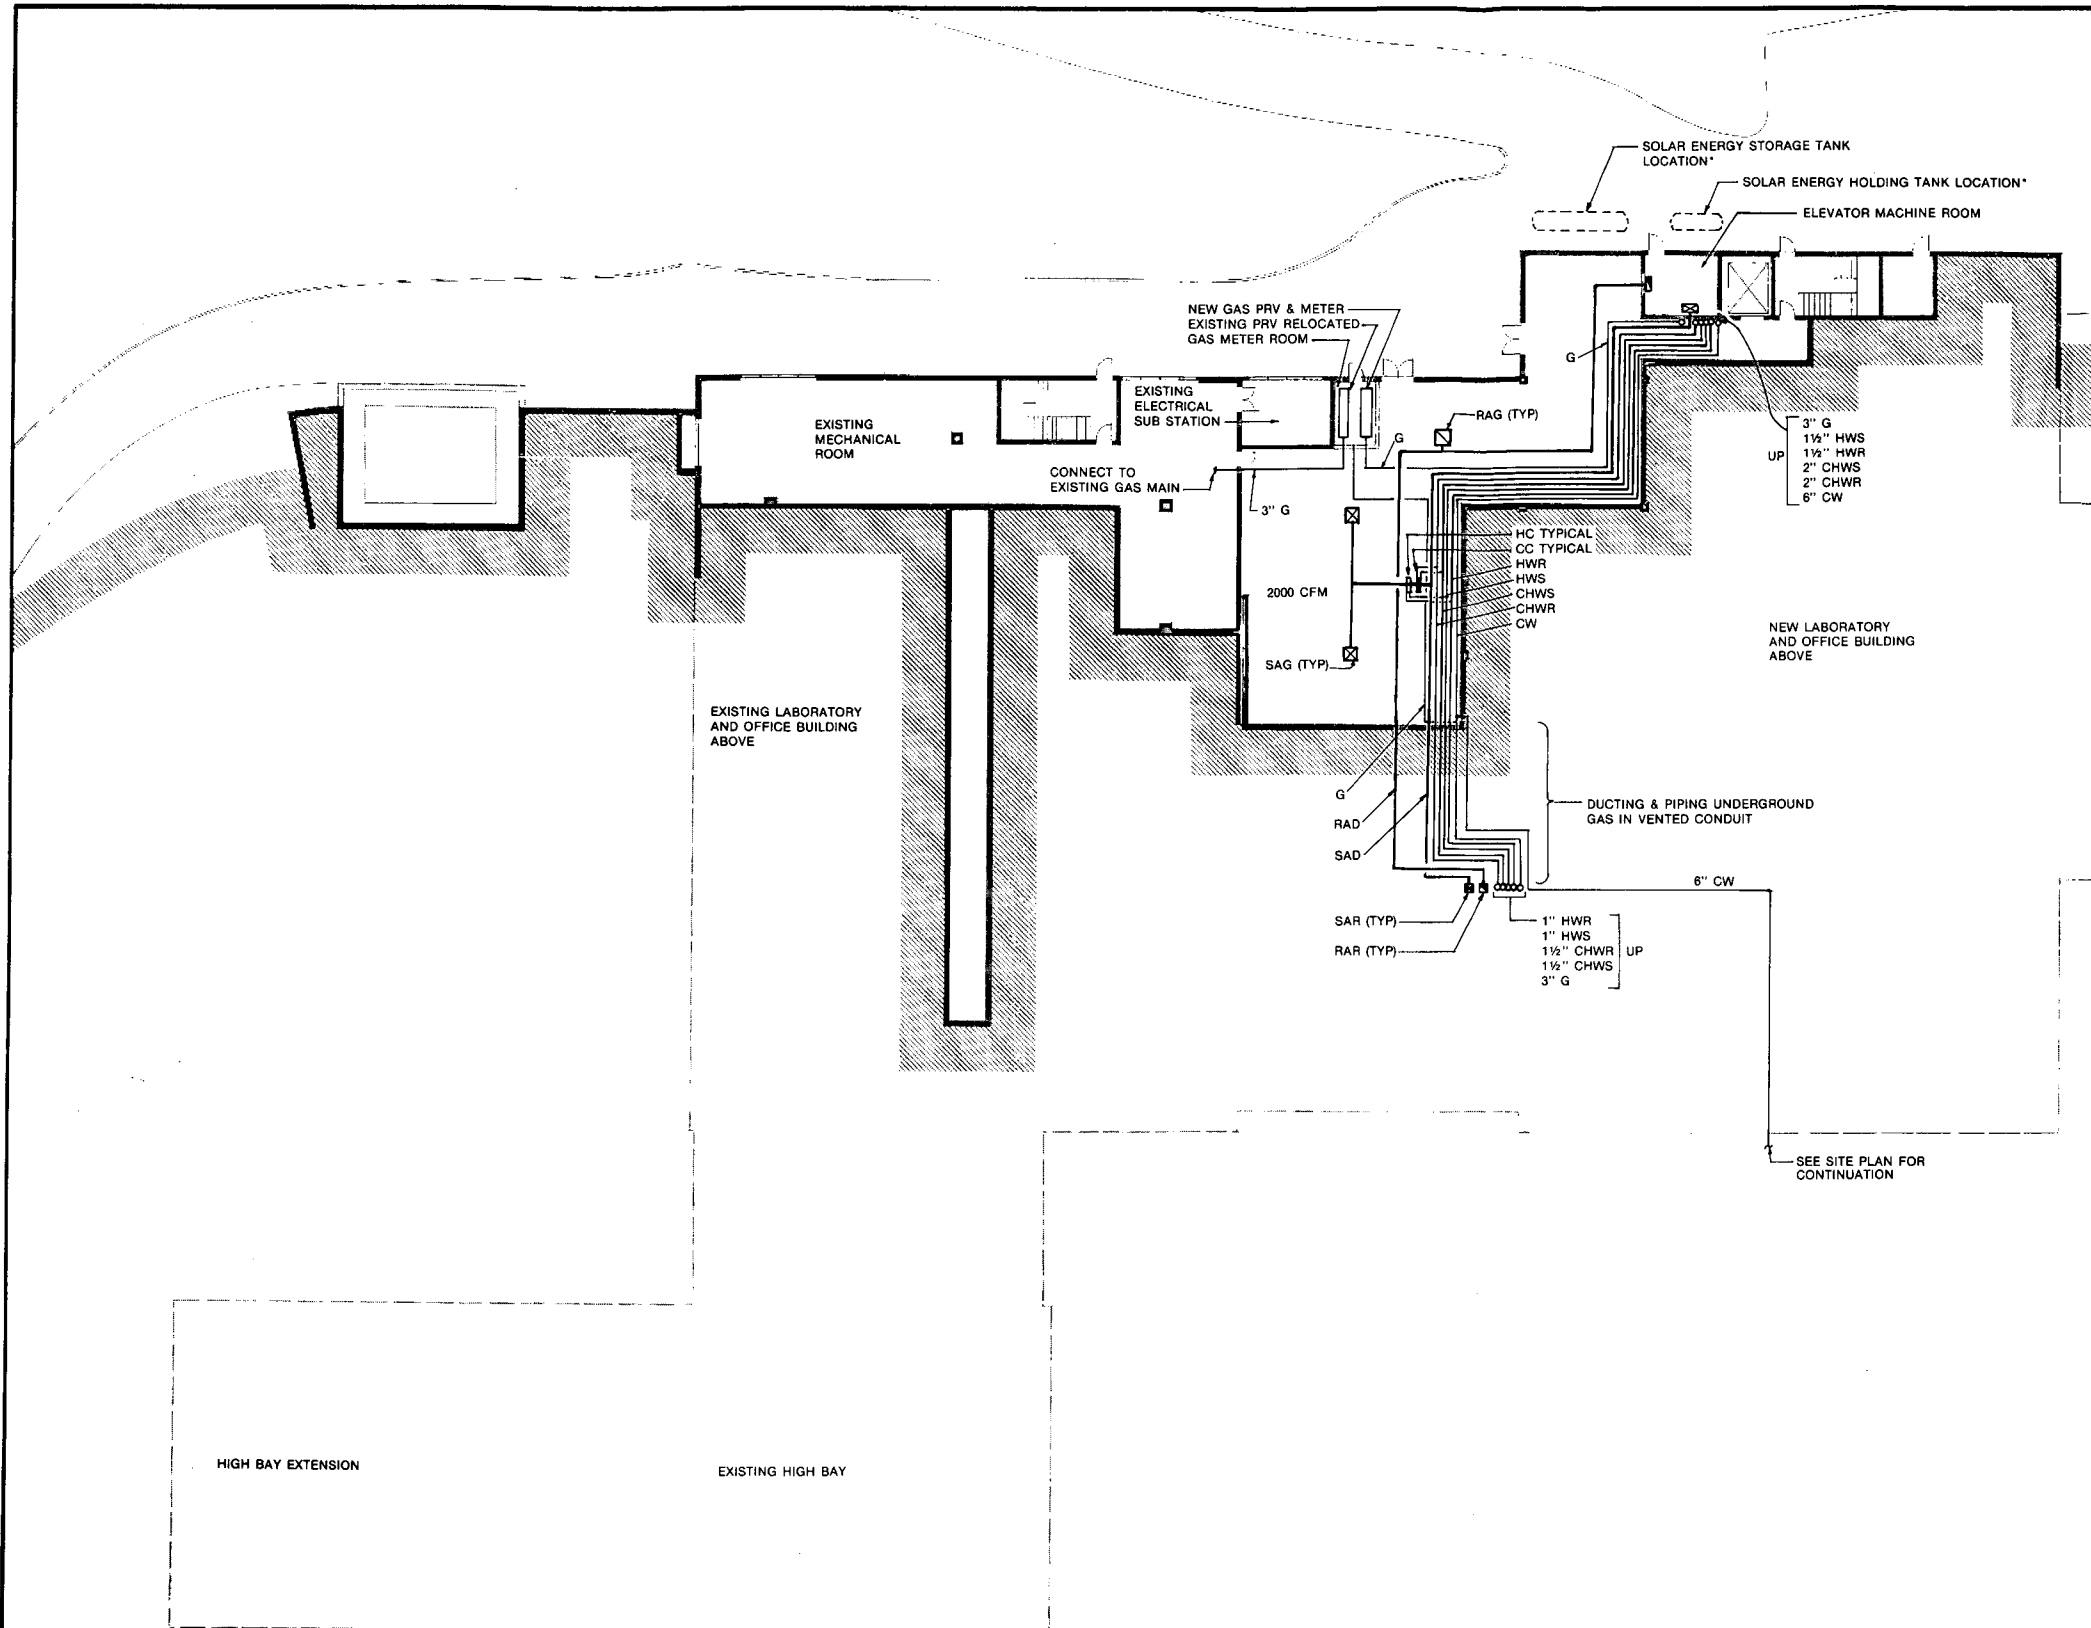 SOLAR ENERGY STORAGE TANK
LOCATION*
SOLAR ENERGY HOLDING TANK LOCATION*
ELEVATOR MACHINE ROOM
NEW GAS PRV & METER
EXISTING PRV RELOCATED
GAS METER ROOM
G
EXISTING
ELECTRICAL
SUB STATION
RAG (TYP)
EXISTING
MECHANICAL
ROOM
G
3" G
1½" HWS
1½" HWR
UP
2" CHWS
2" CHWR
6" CW
CONNECT TO
EXISTING GAS MAIN
3" G
HC TYPICAL
CC TYPICAL
HWR
HWS
CHWS
CHWR
CW
2000 CFM
NEW LABORATORY
AND OFFICE BUILDING
ABOVE
SAG (TYP)
EXISTING LABORATORY
AND OFFICE BUILDING
ABOVE
G
RAD
SAD
DUCTING & PIPING UNDERGROUND
GAS IN VENTED CONDUIT
6" CW
SAR (TYP)
RAR (TYP)
1" HWR
1" HWS
1½" CHWR UP
1½" CHWS
3" G
SEE SITE PLAN FOR
CONTINUATION
HIGH BAY EXTENSION
EXISTING HIGH BAY